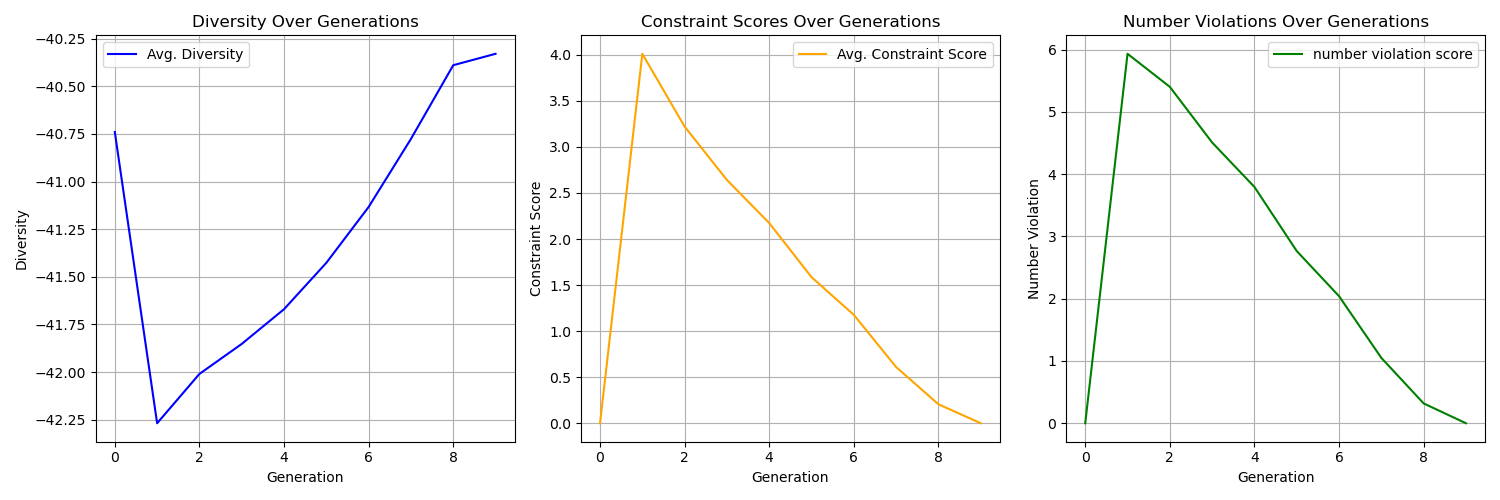 Diversity Over Generations
Avg. Diversity
−40.25
−40.50
−40.75
−41.00
−41.25
−41.50
−41.75
−42.00
−42.25
Diversity
0 2 4 6 8
Generation
Constraint Scores Over Generations
Avg. Constraint Score
4.0
3.5
3.0
2.5
2.0
1.5
1.0
0.5
0.0
Constraint Score
0 2 4 6 8
Generation
Number Violations Over Generations
number violation score
6
5
4
3
2
1
0
Number Violation
0 2 4 6 8
Generation